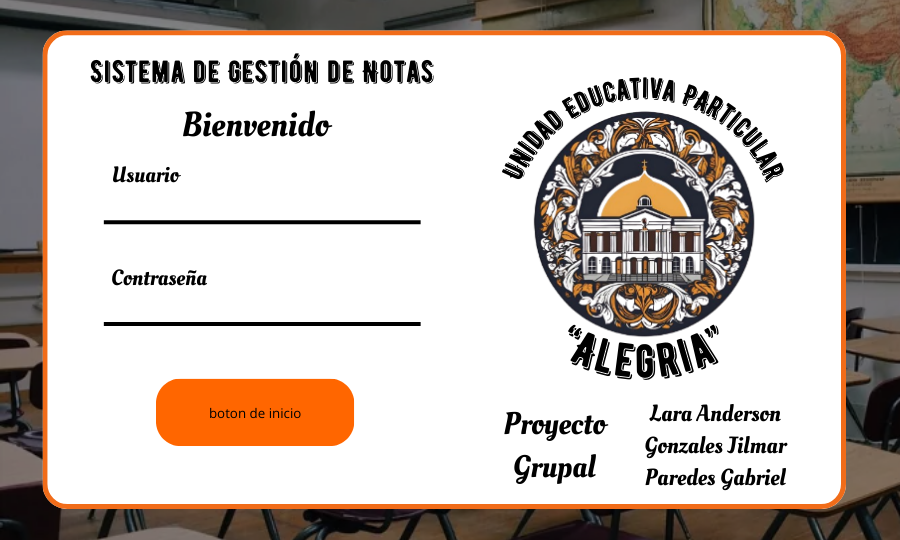 SISTEMA DE GESTIÓN DE NOTAS
Bienvenido
Usuario
Contraseña
boton de inicio
UNIDAD EDUCATIVA PARTICULAR
“ALEGRIA”
Proyecto
Grupal
Lara Anderson
Gonzales Jilmar
Paredes Gabriel